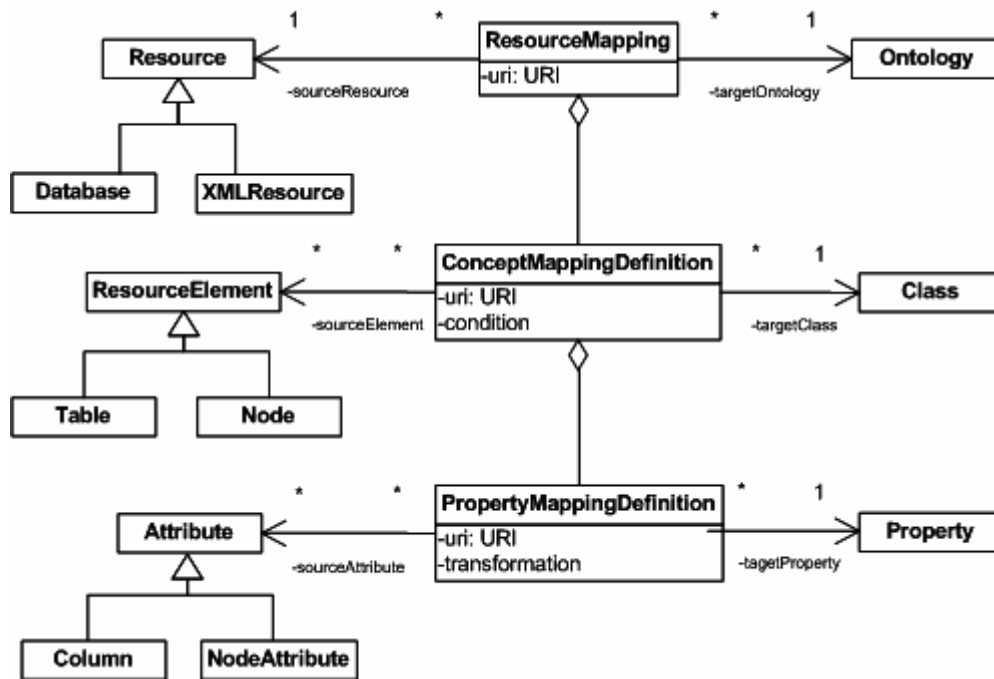 1 * * 1
Resource
ResourceMapping
Ontology
-uri: URI
-sourceResource
-targetOntology
Database
XMLResource
* * * 1
ResourceElement
ConceptMappingDefinition
Class
-uri: URI
-condition
-sourceElement
-targetClass
Table
Node
* * * 1
Attribute
PropertyMappingDefinition
Property
-uri: URI
-transformation
-sourceAttribute
-tagetProperty
Column
NodeAttribute